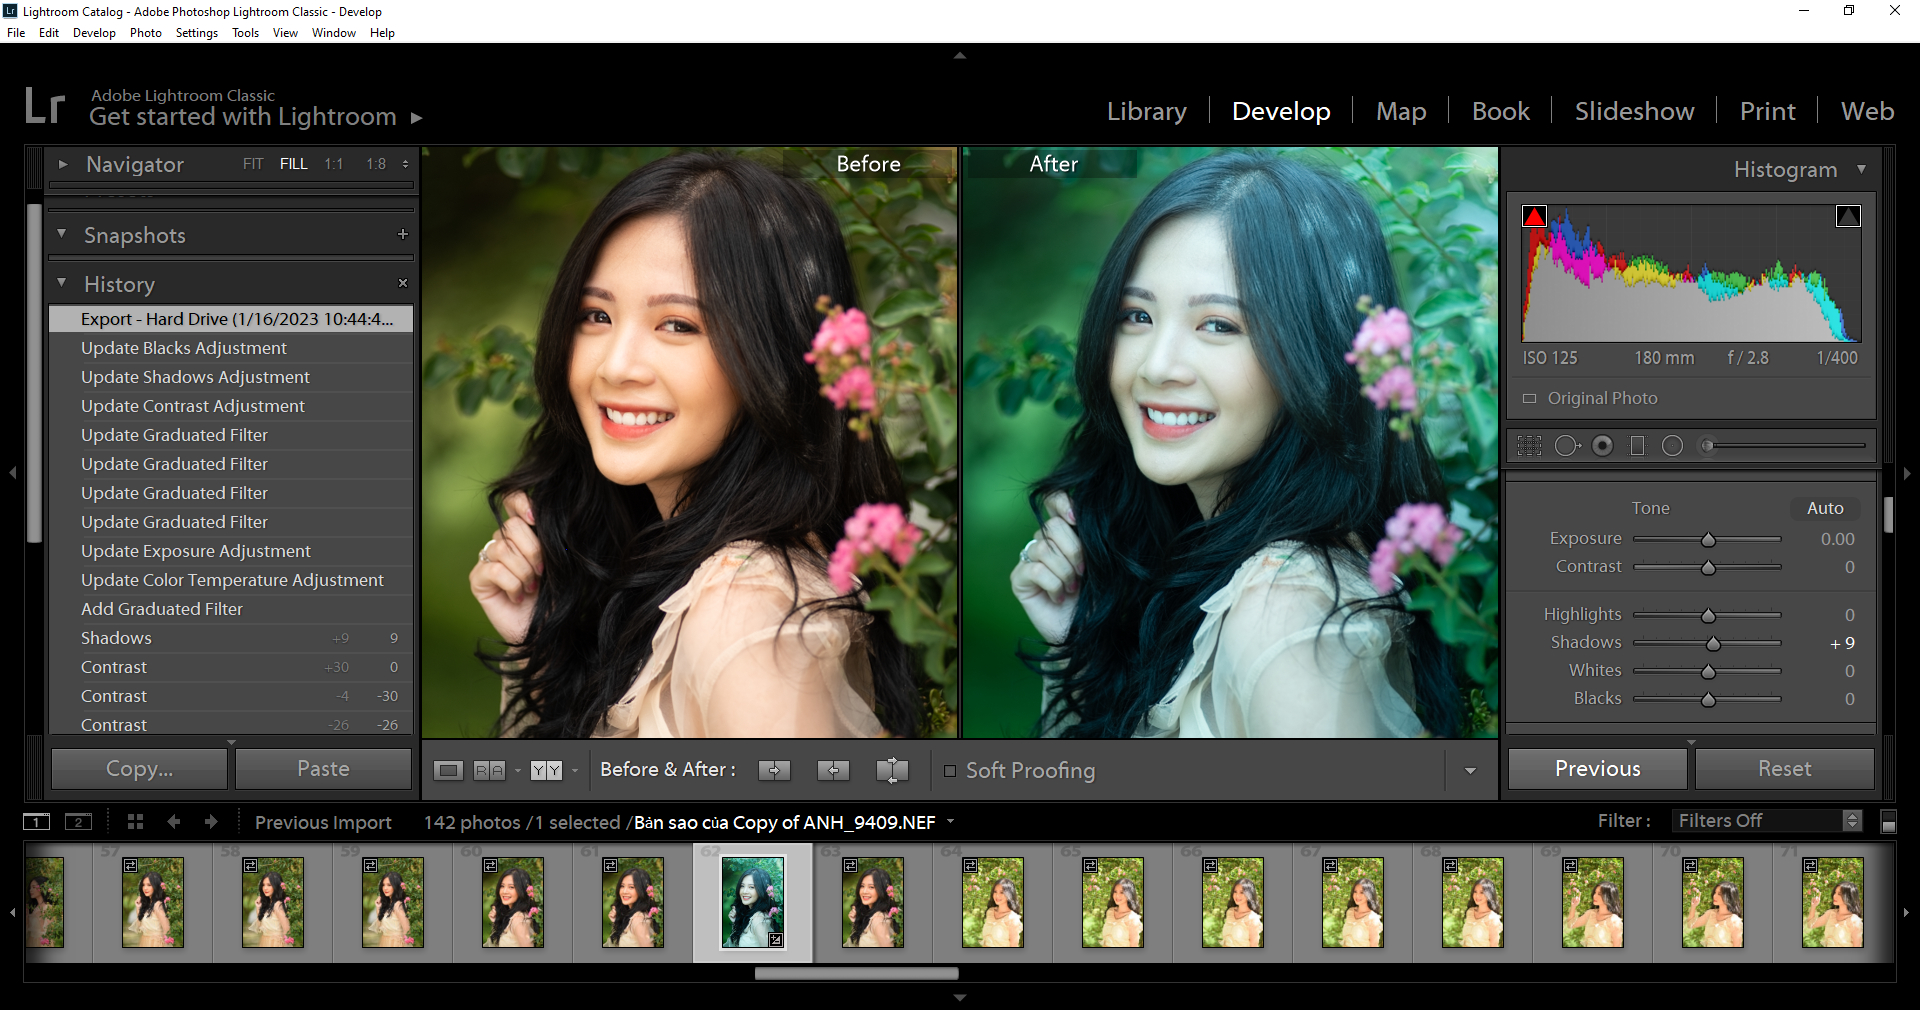 Lightroom Catalog - Adobe Photoshop Lightroom Classic - Develop
File Edit Develop Photo Settings Tools View Window Help
Lr Adobe Lightroom Classic
Get started with Lightroom
Library Develop Map Book Slideshow Print Web
Navigator FIT FILL 1:1 1:8
Snapshots +
History
Export - Hard Drive (1/16/2023 10:44:4...
Update Blacks Adjustment
Update Shadows Adjustment
Update Contrast Adjustment
Update Graduated Filter
Update Graduated Filter
Update Graduated Filter
Update Graduated Filter
Update Exposure Adjustment
Update Color Temperature Adjustment
Add Graduated Filter
Shadows +9 9
Contrast +30 0
Contrast -4 -30
Contrast -26 -26
Copy... Paste
Before After
Histogram
ISO 125 180 mm f / 2.8 1/400
Original Photo
Tone Auto
Exposure 0.00
Contrast 0
Highlights 0
Shadows + 9
Whites 0
Blacks 0
R A Y Y Before & After : Soft Proofing
Previous Reset
1 2 Previous Import 142 photos /1 selected /Bản sao của Copy of ANH_9409.NEF
Filter : Filters Off
57 58 59 60 61 62 63 64 65 66 67 68 69 70 71